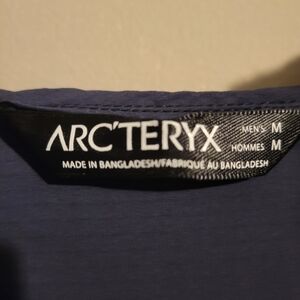 ARC'TERYX MEN'S M
HOMMES M
MADE IN BANGLADESH/FABRIQUÉ AU BANGLADESH